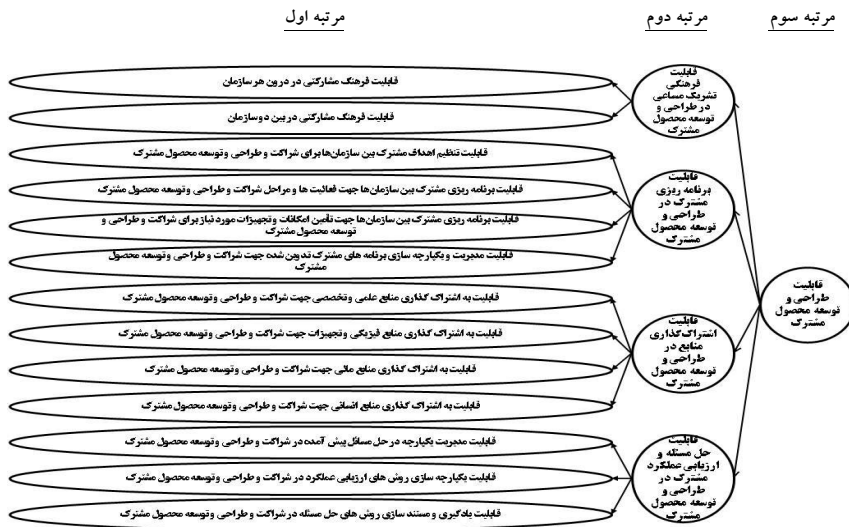 مرتبه سوم
مرتبه دوم
مرتبه اول
قابلیت
طراحی و
توسعه محصول
مشترک
قابلیت
فرهنگی
تشریک مساعی
در طراحی و
توسعه محصول
مشترک
قابلیت فرهنگ مشارکتی در درون هر سازمان
قابلیت فرهنگ مشارکتی در بین دو سازمان
قابلیت
برنامه ریزی
مشترک در
طراحی و
توسعه محصول
مشترک
قابلیت تنظیم اهداف مشترک بین سازمان‌ها برای شراکت و طراحی و توسعه محصول مشترک
قابلیت برنامه ریزی مشترک بین سازمان‌ها جهت فعالیت ها و مراحل شراکت و طراحی و توسعه محصول مشترک
قابلیت برنامه ریزی مشترک بین سازمان‌ها جهت تأمین امکانات و تجهیزات مورد نیاز برای شراکت و طراحی و
توسعه محصول مشترک
قابلیت مدیریت و یکپارچه سازی برنامه های مشترک تدوین شده جهت شراکت و طراحی و توسعه محصول
مشترک
قابلیت
اشتراک‌گذاری
منابع در
طراحی و
توسعه محصول
مشترک
قابلیت به اشتراک گذاری منابع علمی و تخصصی جهت شراکت و طراحی و توسعه محصول مشترک
قابلیت به اشتراک گذاری منابع فیزیکی و تجهیزات جهت شراکت و طراحی و توسعه محصول مشترک
قابلیت به اشتراک گذاری منابع مالی جهت شراکت و طراحی و توسعه محصول مشترک
قابلیت به اشتراک گذاری منابع انسانی جهت شراکت و طراحی و توسعه محصول مشترک
قابلیت
حل مسئله و
ارزیابی عملکرد
مشترک در
طراحی و
توسعه محصول
مشترک
قابلیت مدیریت یکپارچه در حل مسائل پیش آمده در شراکت و طراحی و توسعه محصول مشترک
قابلیت یکپارچه سازی روش های ارزیابی عملکرد در شراکت و طراحی و توسعه محصول مشترک
قابلیت یادگیری و مستند سازی روش های حل مسئله در شراکت و طراحی و توسعه محصول مشترک